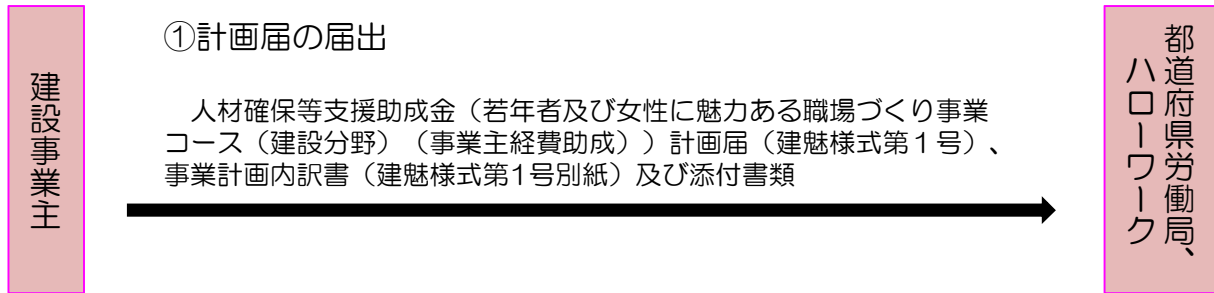 建設事業主
①計画届の届出
人材確保等支援助成金（若年者及び女性に魅力ある職場づくり事業
コース（建設分野）（事業主経費助成））計画届（建魅様式第１号）、
事業計画内訳書（建魅様式第1号別紙）及び添付書類
都道府県労働局、
ハローワーク